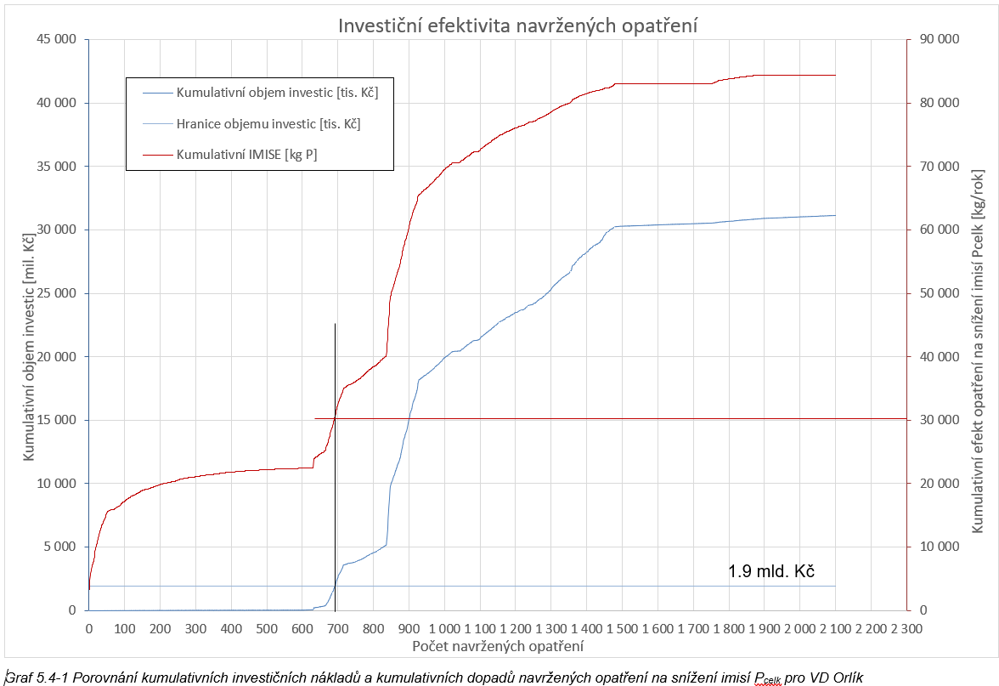 Investiční efektivita navržených opatření
45 000
40 000
35 000
30 000
25 000
20 000
15 000
10 000
5 000
0
Kumulativní objem investic [mil. Kč]
Kumulativní objem investic [tis. Kč]
Hranice objemu investic [tis. Kč]
Kumulativní IMISE [kg P]
90 000
80 000
70 000
60 000
50 000
40 000
30 000
20 000
10 000
0
Kumulativní efekt opatření na snížení imisí Pcelk [kg/rok]
1.9 mld. Kč
0 100 200 300 400 500 600 700 800 900 1 000 1 100 1 200 1 300 1 400 1 500 1 600 1 700 1 800 1 900 2 000 2 100 2 200 2 300
Počet navržených opatření
Graf 5.4-1 Porovnání kumulativních investičních nákladů a kumulativních dopadů navržených opatření na snížení imisí Pcelk pro VD Orlík